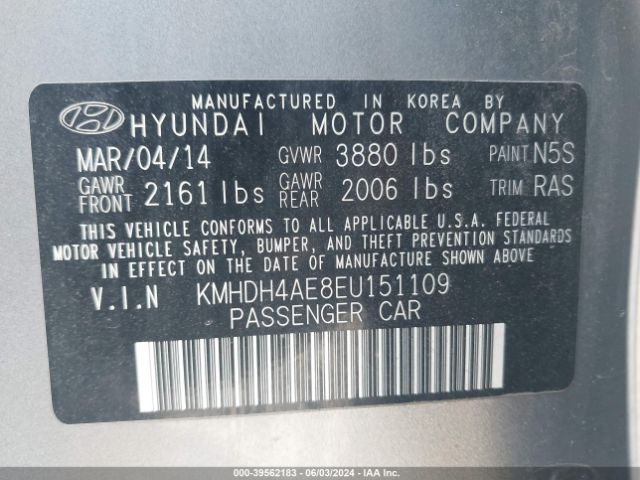 MANUFACTURED IN KOREA BY
HYUNDAI MOTOR COMPANY
MAR/04/14 GVWR 3880 lbs PAINT N5S
GAWR FRONT 2161 lbs GAWR REAR 2006 lbs TRIM RAS
THIS VEHICLE CONFORMS TO ALL APPLICABLE U.S.A. FEDERAL
MOTOR VEHICLE SAFETY, BUMPER, AND THEFT PREVENTION STANDARDS
IN EFFECT ON THE DATE OF MANUFACTURE SHOWN ABOVE.
V.I.N KMHDH4AE8EU151109
PASSENGER CAR
000-39562183 - 06/03/2024 - IAA Inc.